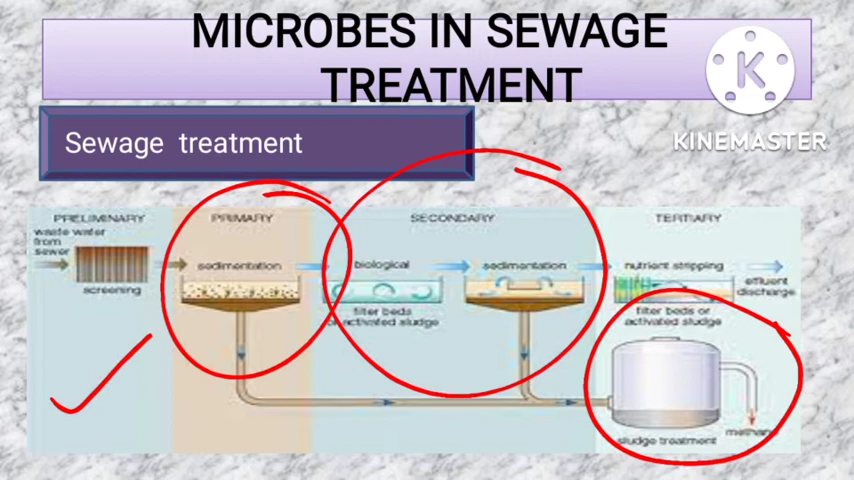 MICROBES IN SEWAGE
TREATMENT
K
KINEMASTER
Sewage treatment
PRELIMINARY
PRIMARY
SECONDARY
TERTIARY
waste water
from
sewer
screening
sedimentation
biological
filter beds
or activated sludge
sedimentation
nutrient stripping
effluent
discharge
filter beds or
activated sludge
sludge treatment
methane